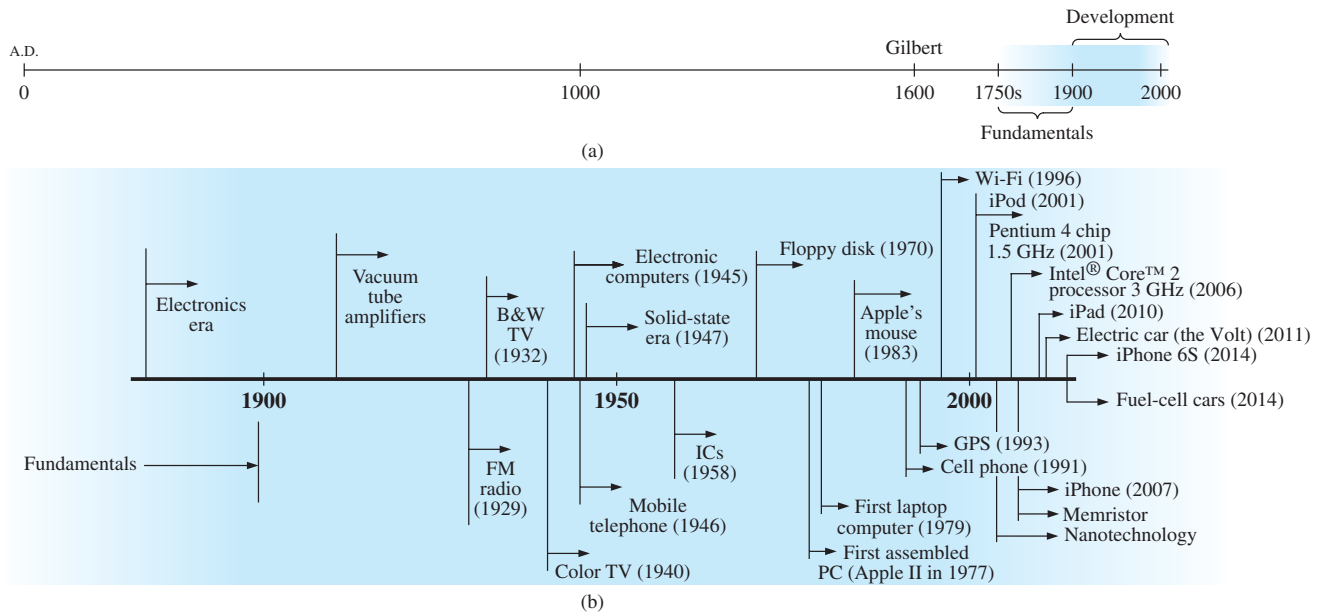 Development
A.D.
Gilbert
0
1000
1600
1750s
1900
2000
Fundamentals
(a)
Wi-Fi (1996)
iPod (2001)
Pentium 4 chip
1.5 GHz (2001)
Electronic
computers (1945)
Floppy disk (1970)
Intel® Core™ 2
processor 3 GHz (2006)
Vacuum
tube
amplifiers
Electronics
era
B&W
TV
(1932)
Solid-state
era (1947)
Apple's
mouse
(1983)
iPad (2010)
Electric car (the Volt) (2011)
iPhone 6S (2014)
1900
1950
2000
Fuel-cell cars (2014)
Fundamentals
FM
radio
(1929)
ICs
(1958)
GPS (1993)
Cell phone (1991)
iPhone (2007)
Mobile
telephone (1946)
First laptop
computer (1979)
Memristor
Nanotechnology
Color TV (1940)
First assembled
PC (Apple II in 1977)
(b)